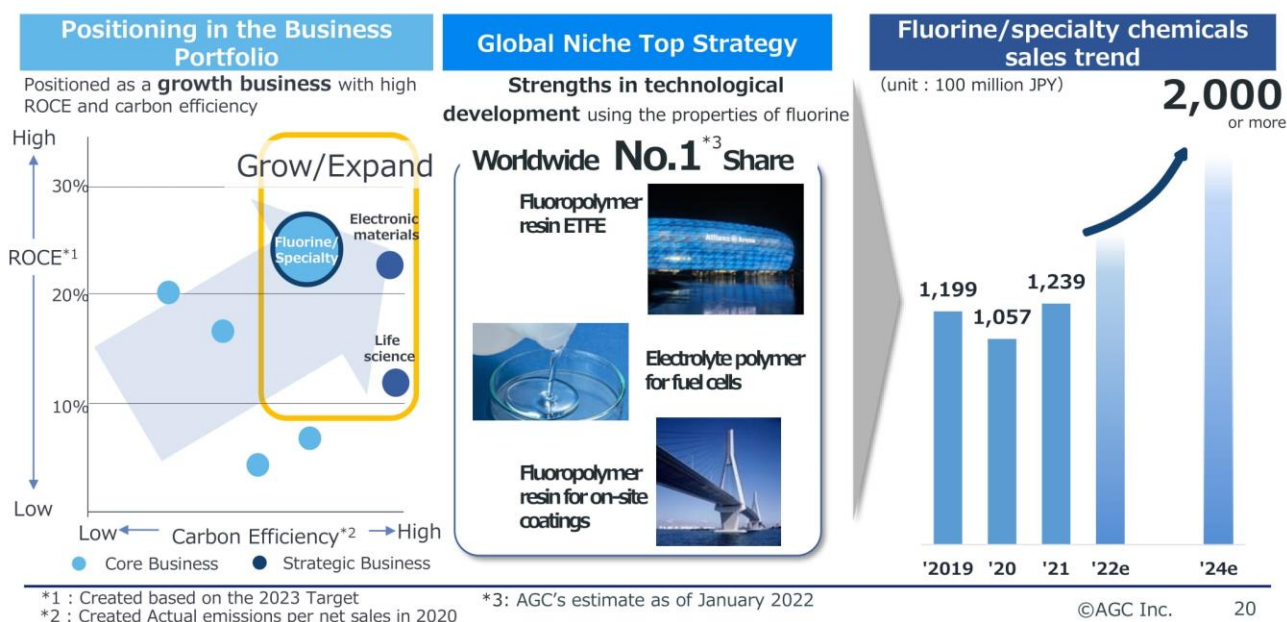 Positioning in the Business
Portfolio
Positioned as a growth business with high
ROCE and carbon efficiency
High
30%
ROCE*1
20%
10%
Low
Grow/Expand
Fluorine/
Specialty
Electronic
materials
Life
science
Low
Carbon Efficiency*2
High
Core Business
Strategic Business
Global Niche Top Strategy
Strengths in technological
development using the properties of fluorine
Worldwide No.1*3 Share
Fluoropolymer
resin ETFE
Allianz Arena
Electrolyte polymer
for fuel cells
Fluoropolymer
resin for on-site
coatings
Fluorine/specialty chemicals
sales trend
(unit : 100 million JPY)
2,000
or more
1,199
1,057
1,239
'2019
'20
'21
'22e
'24e
*1 : Created based on the 2023 Target
*2 : Created Actual emissions per net sales in 2020
*3: AGC's estimate as of January 2022
©AGC Inc.
20